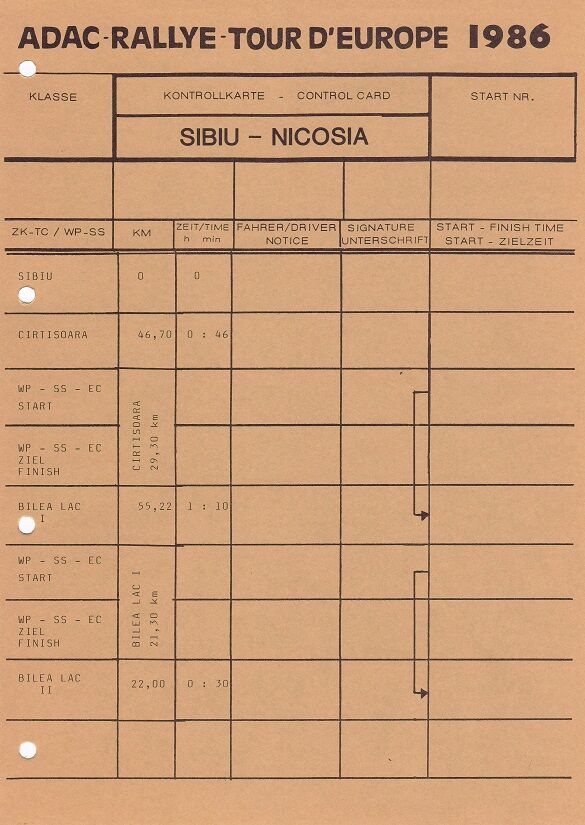 ADAC-RALLYE-TOUR D'EUROPE 1986
KLASSE
KONTROLLKARTE - CONTROL CARD
START NR.
SIBIU - NICOSIA
ZK-TC / WP-SS
KM
ZEIT/TIME
h min
FAHRER/DRIVER
NOTICE
SIGNATURE
UNTERSCHRIFT
START - FINISH TIME
START - ZIELZEIT
SIBIU 0 0
CIRTISOARA 46,70 0 : 46
WP - SS - EC
START
CIRTISOARA
29,30 km
WP - SS - EC
ZIEL
FINISH
BILEA LAC 55,22 1 : 10
I
WP - SS - EC
START
BILEA LAC I
21,30 km
WP - SS - EC
ZIEL
FINISH
BILEA LAC 22,00 0 : 30
II